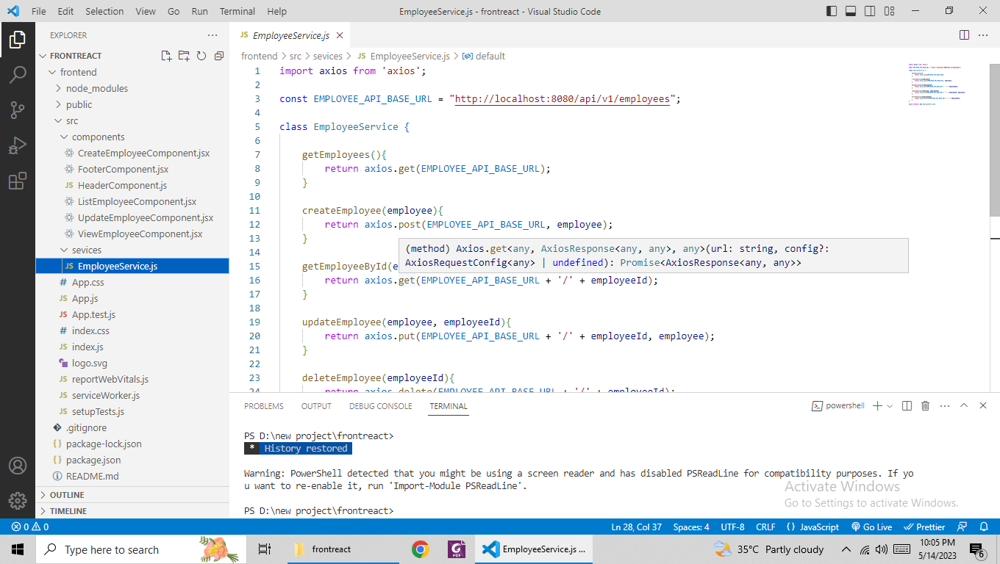 File Edit Selection View Go Run Terminal Help EmployeeService.js - frontreact - Visual Studio Code
EXPLORER
FRONTREACT
frontend
node_modules
public
src
components
CreateEmployeeComponent.jsx
FooterComponent.jsx
JS HeaderComponent.js
ListEmployeeComponent.jsx
UpdateEmployeeComponent.jsx
ViewEmployeeComponent.jsx
sevices
JS EmployeeService.js
# App.css
JS App.js
JS App.test.js
# index.css
JS index.js
logo.svg
JS reportWebVitals.js
JS serviceWorker.js
JS setupTests.js
.gitignore
{} package-lock.json
{} package.json
README.md
OUTLINE
TIMELINE
JS EmployeeService.js
frontend > src > sevices > JS EmployeeService.js > default
1 import axios from 'axios';
2
3 const EMPLOYEE_API_BASE_URL = "http://localhost:8080/api/v1/employees";
4
5 class EmployeeService {
6
7 getEmployees(){
8 return axios.get(EMPLOYEE_API_BASE_URL);
9 }
10
11 createEmployee(employee){
12 return axios.post(EMPLOYEE_API_BASE_URL, employee);
13 }
(method) Axios.get<any, AxiosResponse<any, any>, any>(url: string, config?:
AxiosRequestConfig<any> | undefined): Promise<AxiosResponse<any, any>>
14
15 getEmployeeById(e
16 return axios.get(EMPLOYEE_API_BASE_URL + '/' + employeeId);
17 }
18
19 updateEmployee(employee, employeeId){
20 return axios.put(EMPLOYEE_API_BASE_URL + '/' + employeeId, employee);
21 }
22
23 deleteEmployee(employeeId){
24 return axios.delete(EMPLOYEE_API_BASE_URL + '/' + employeeId);
PROBLEMS OUTPUT DEBUG CONSOLE TERMINAL powershell
PS D:\new project\frontreact>
* History restored
Warning: PowerShell detected that you might be using a screen reader and has disabled PSReadLine for compatibility purposes. If yo
u want to re-enable it, run 'Import-Module PSReadLine'.
PS D:\new project\frontreact>
Activate Windows
Go to Settings to activate Windows.
0 0 Ln 28, Col 37 Spaces: 4 UTF-8 CRLF {} JavaScript Go Live Prettier
Type here to search frontreact PDF EmployeeService.js ... 35°C Partly cloudy 10:05 PM
5/14/2023 6